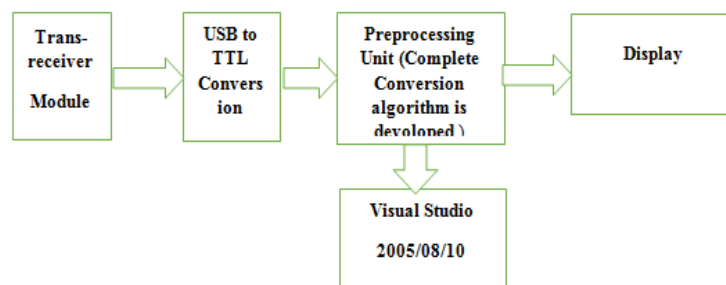 Trans-
receiver
Module
USB to
TTL
Convers
ion
Preprocessing
Unit (Complete
Conversion
algorithm is
devoloped )
Display
Visual Studio
2005/08/10